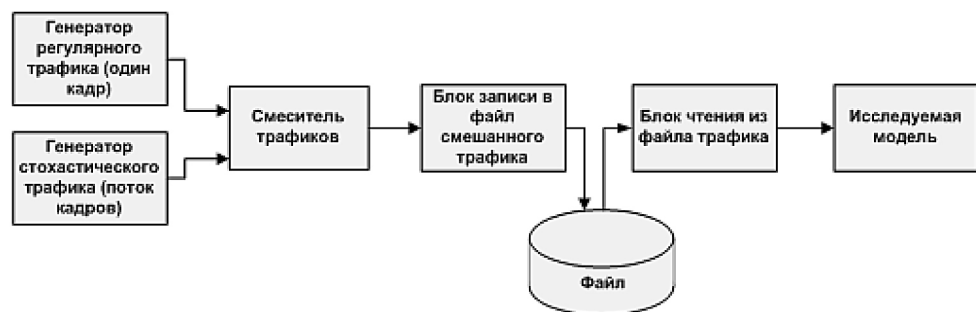 Генератор
регулярного
трафика (один
кадр)
Генератор
стохастического
трафика (поток
кадров)
Смеситель
трафиков
Блок записи в
файл
смешанного
трафика
Файл
Блок чтения из
файла трафика
Исследуемая
модель